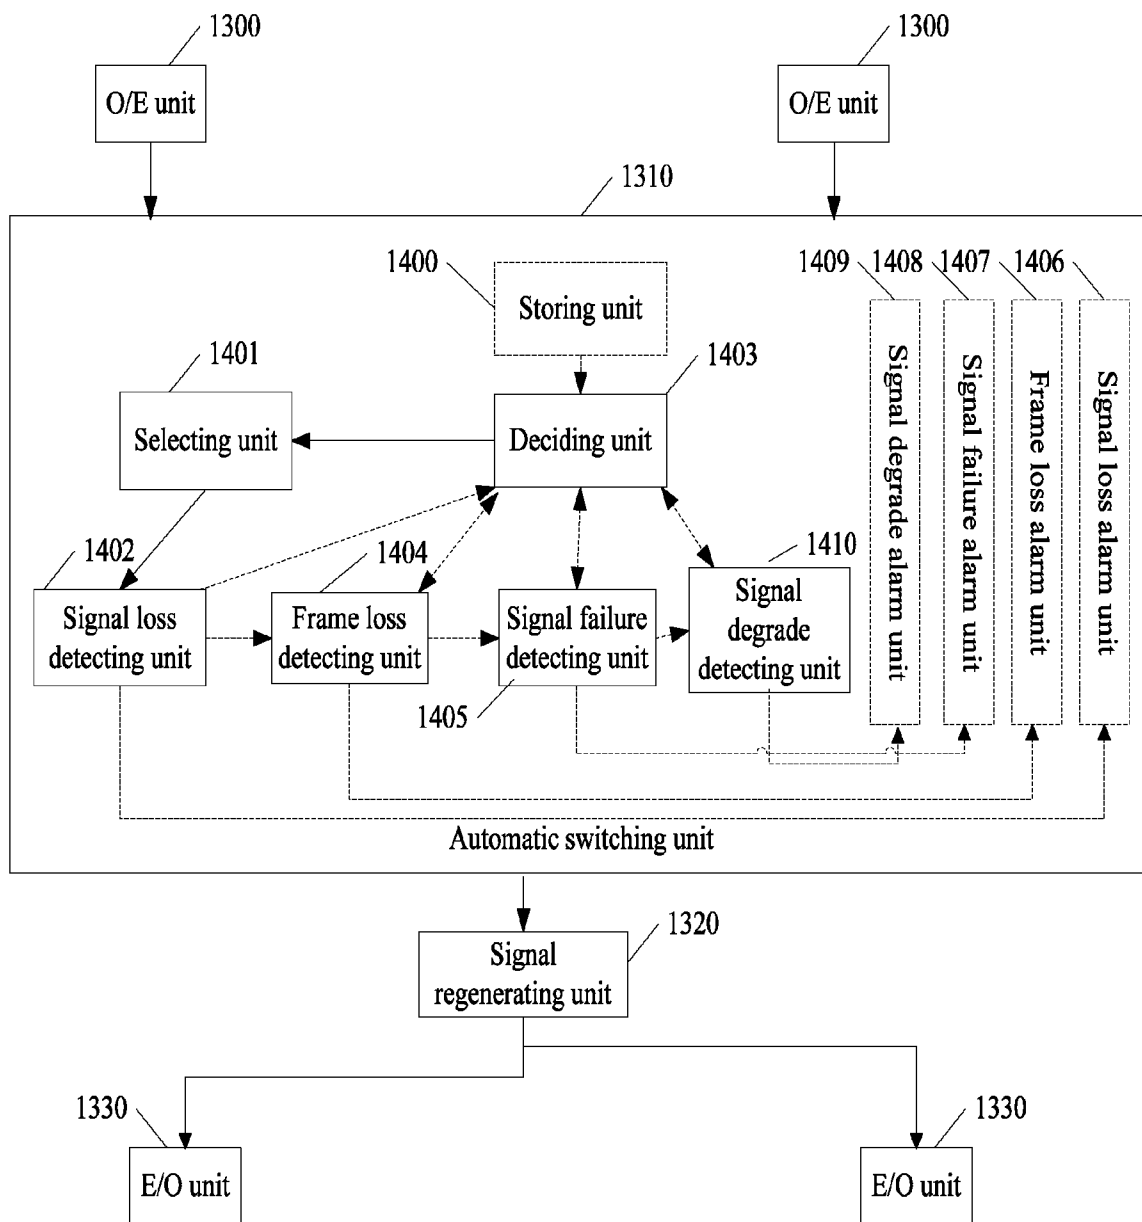 1300
1300
O/E unit
O/E unit
1310
1400
1409
1408
1407
1406
Storing unit
1401
1403
Selecting unit
Deciding unit
Signal degrade alarm unit
Signal failure alarm unit
Frame loss alarm unit
Signal loss alarm unit
1402
1404
1410
Signal loss
detecting unit
Frame loss
detecting unit
Signal failure
detecting unit
Signal
degrade
detecting unit
1405
Automatic switching unit
1320
Signal
regenerating unit
1330
1330
E/O unit
E/O unit